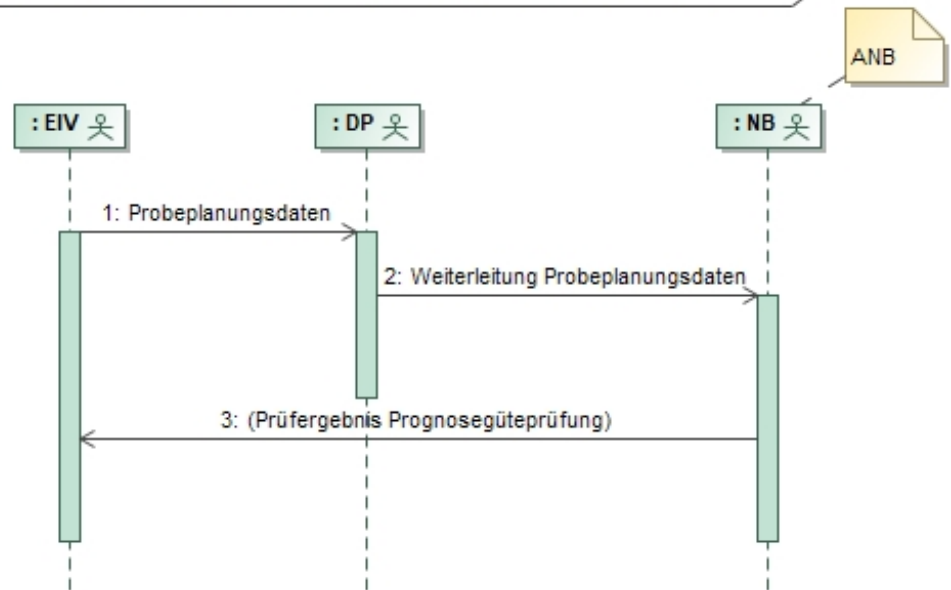 ANB
: EIV
: DP
: NB
1: Probeplanungsdaten
2: Weiterleitung Probeplanungsdaten
3: (Prüfergebnis Prognosegüteprüfung)